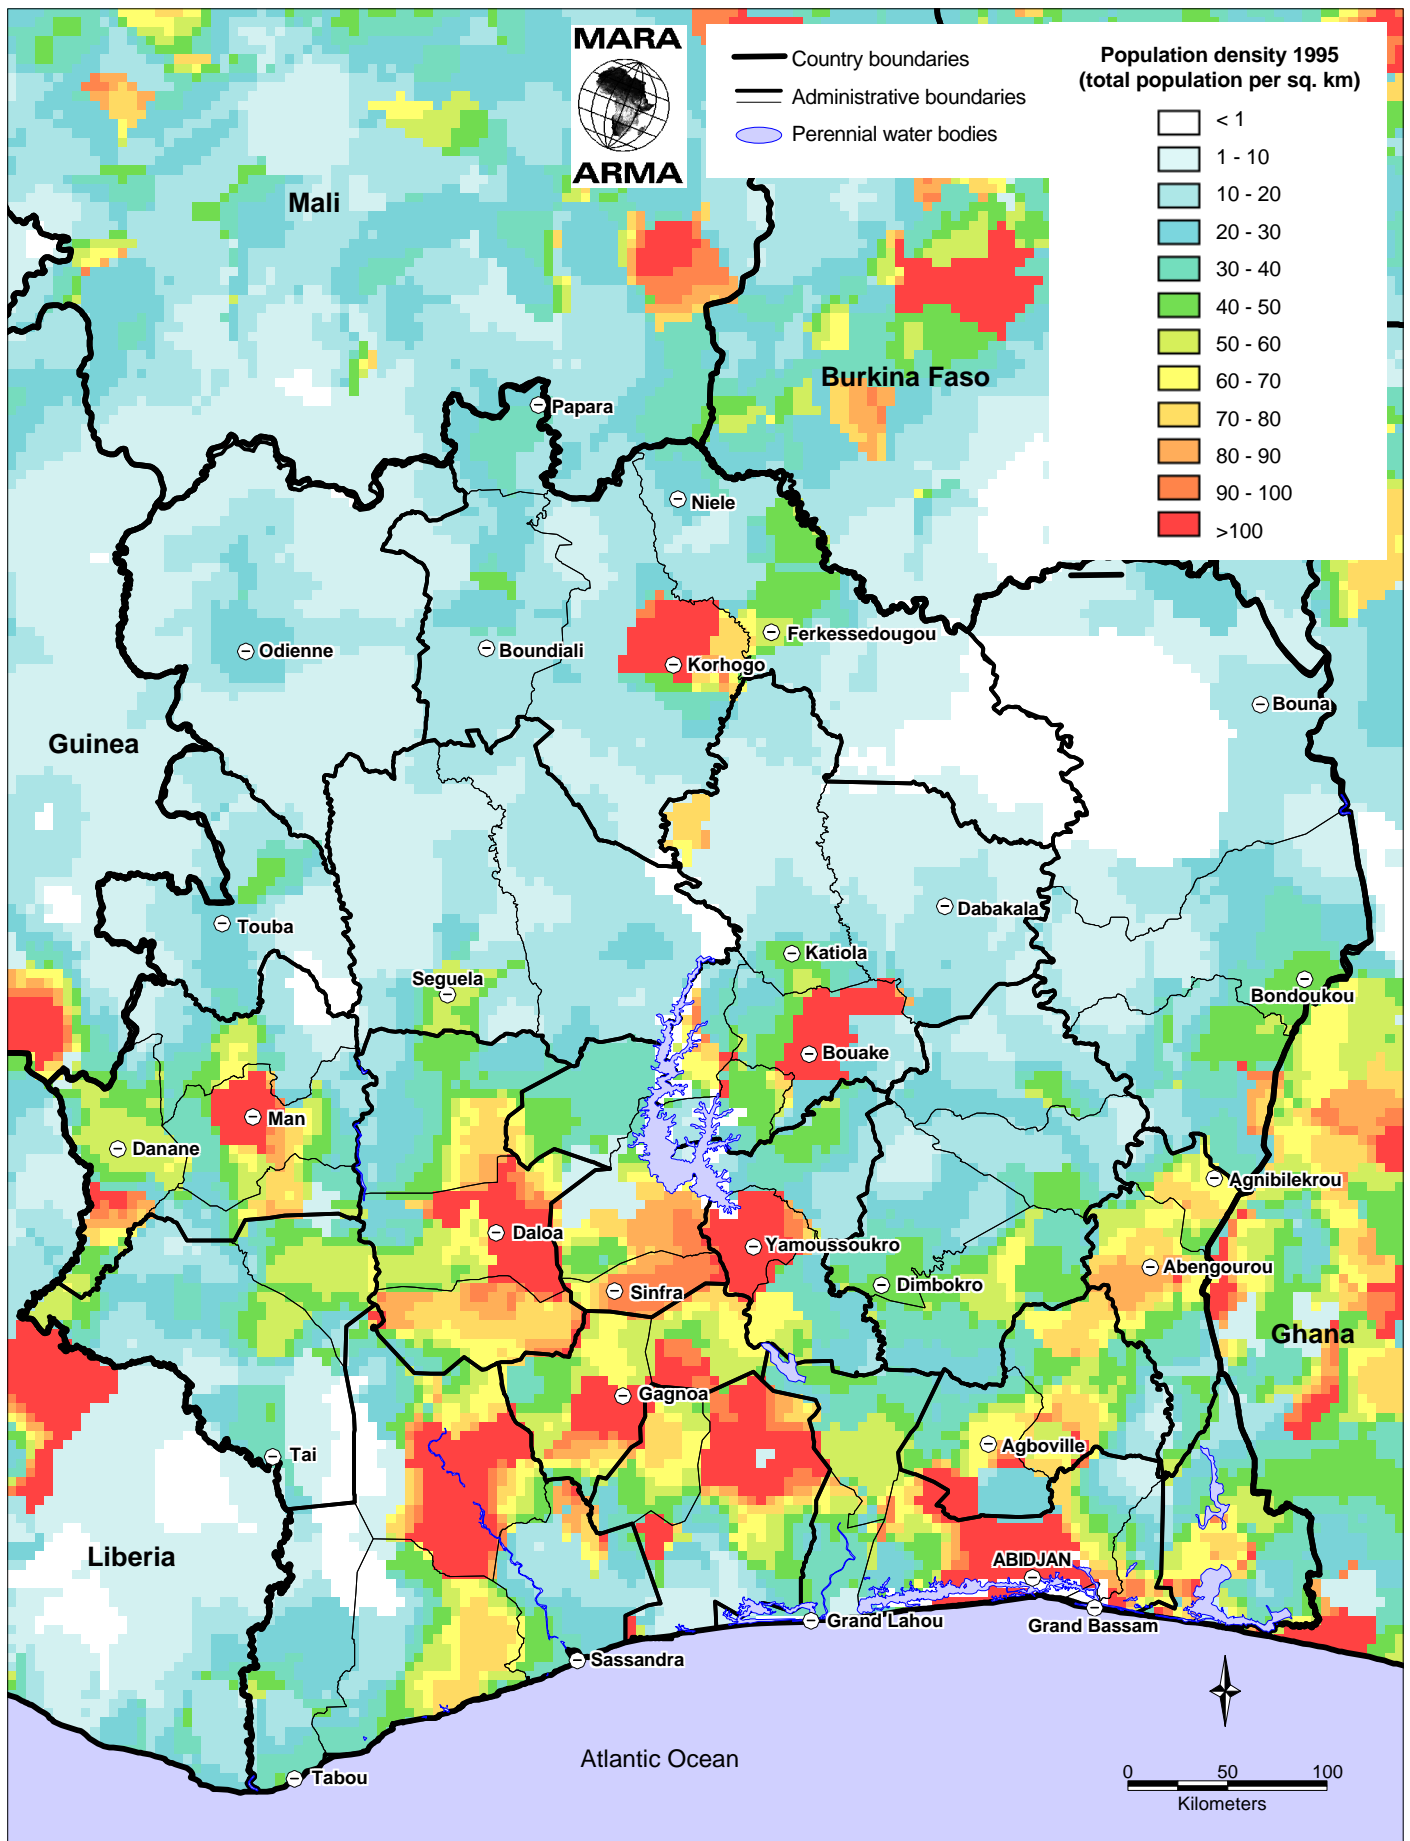 MARA
ARMA
Country boundaries
Administrative boundaries
Perennial water bodies
Population density 1995
(total population per sq. km)
< 1
1 - 10
10 - 20
20 - 30
30 - 40
40 - 50
50 - 60
60 - 70
70 - 80
80 - 90
90 - 100
>100
Mali
Burkina Faso
Papara
Niele
Ferkessedougou
Odienne
Boundiali
Korhogo
Bouna
Guinea
Dabakala
Touba
Katiola
Seguela
Bondoukou
Bouake
Man
Danane
Agnibilekrou
Daloa
Yamoussoukro
Abengourou
Dimbokro
Sinfra
Ghana
Gagnoa
Agboville
Tai
Liberia
ABIDJAN
Grand Lahou
Grand Bassam
Sassandra
Atlantic Ocean
Tabou
0 50 100
Kilometers